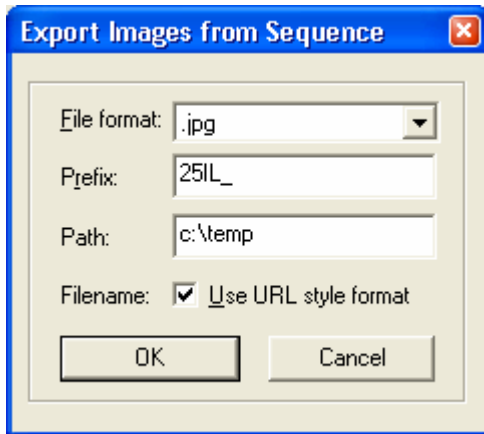 Export Images from Sequence
File format: .jpg
Prefix: 25IL_
Path: c:\temp
Filename: Use URL style format
OK Cancel